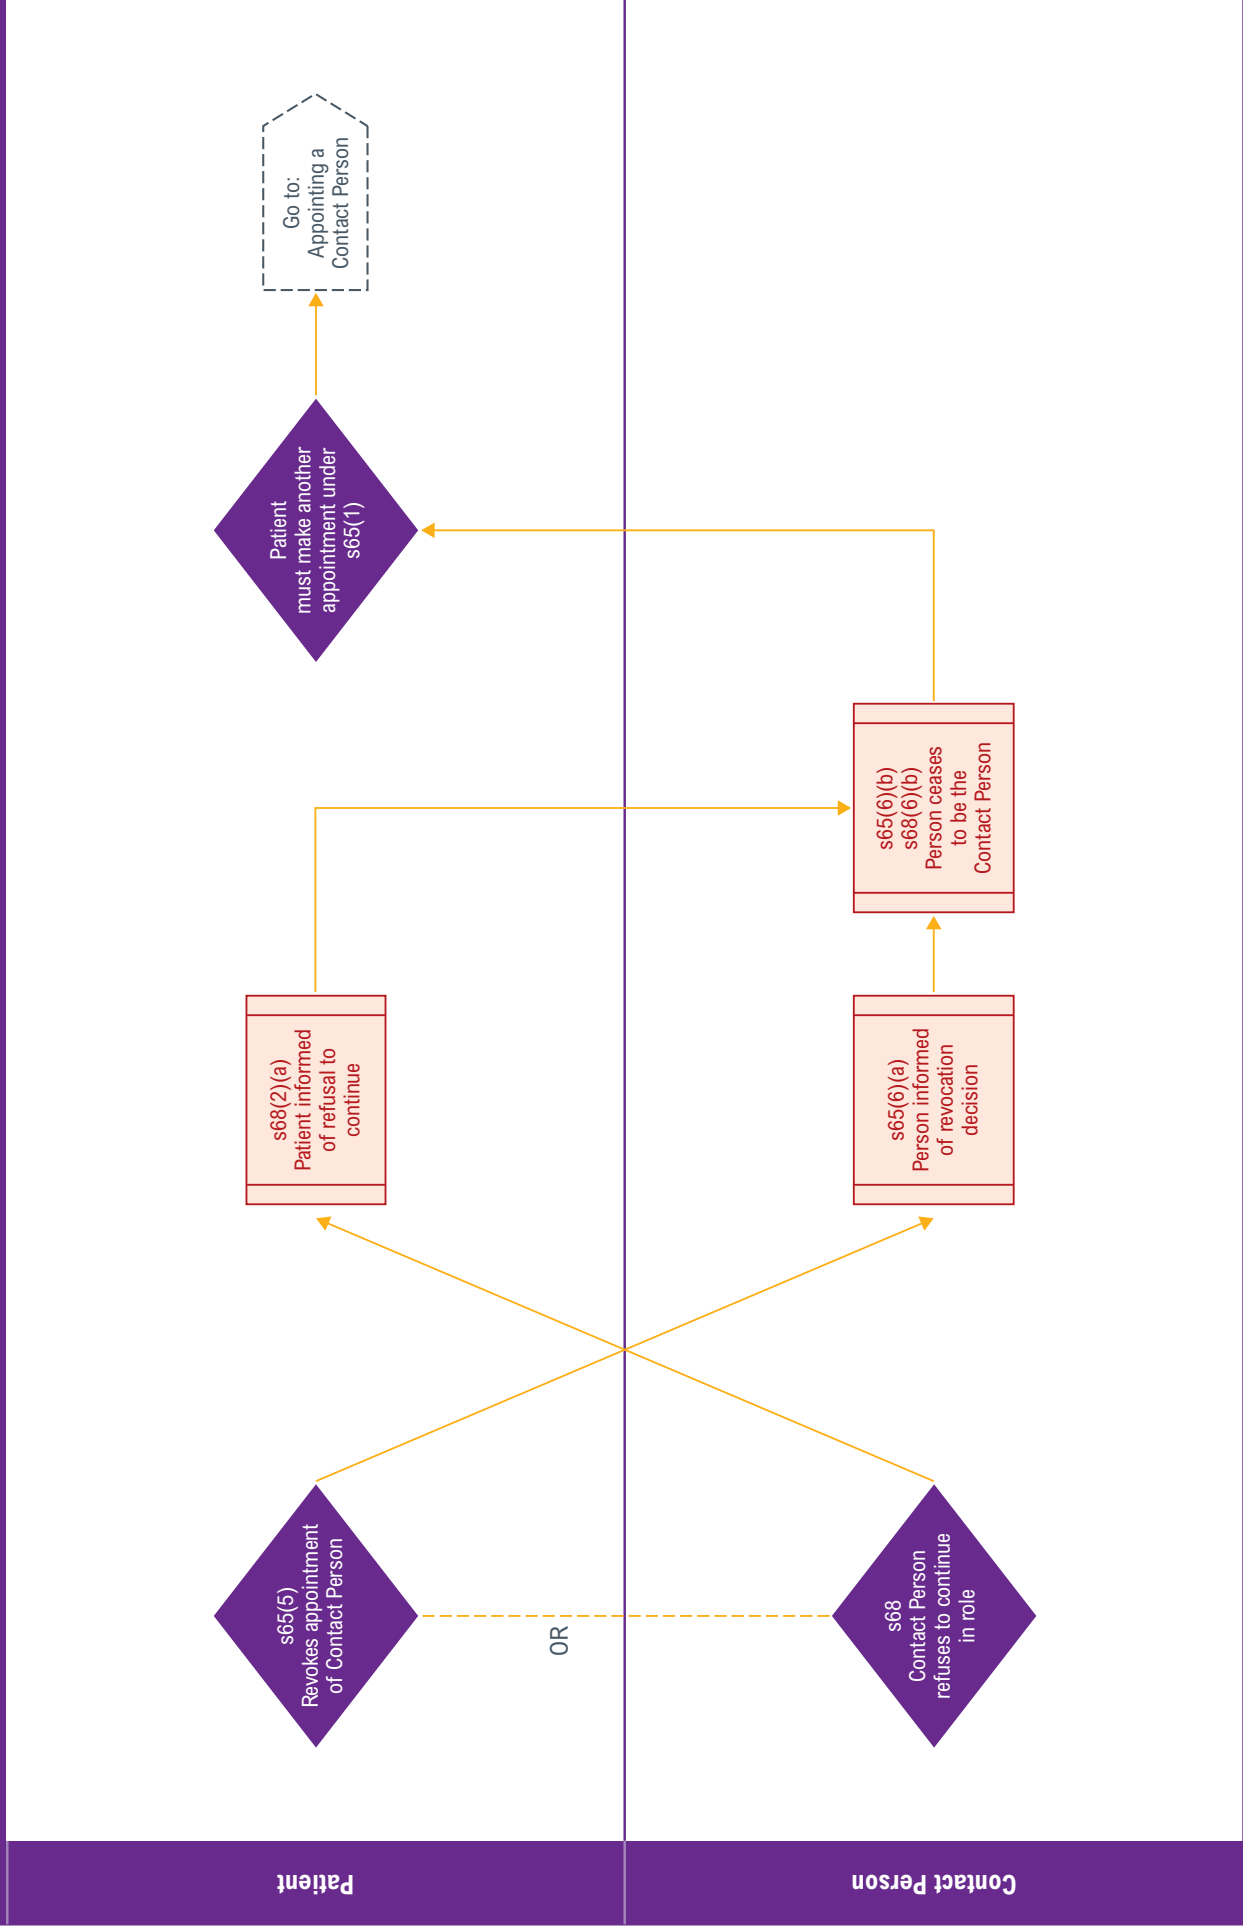 Patient
s65(5)
Revokes appointment
of Contact Person
s68(2)(a)
Patient informed
of refusal to
continue
Patient
must make another
appointment under
s65(1)
Go to:
Appointing a
Contact Person
OR
Contact Person
s68
Contact Person
refuses to continue
in role
s65(6)(a)
Person informed
of revocation
decision
s65(6)(b)
s68(6)(b)
Person ceases
to be the
Contact Person